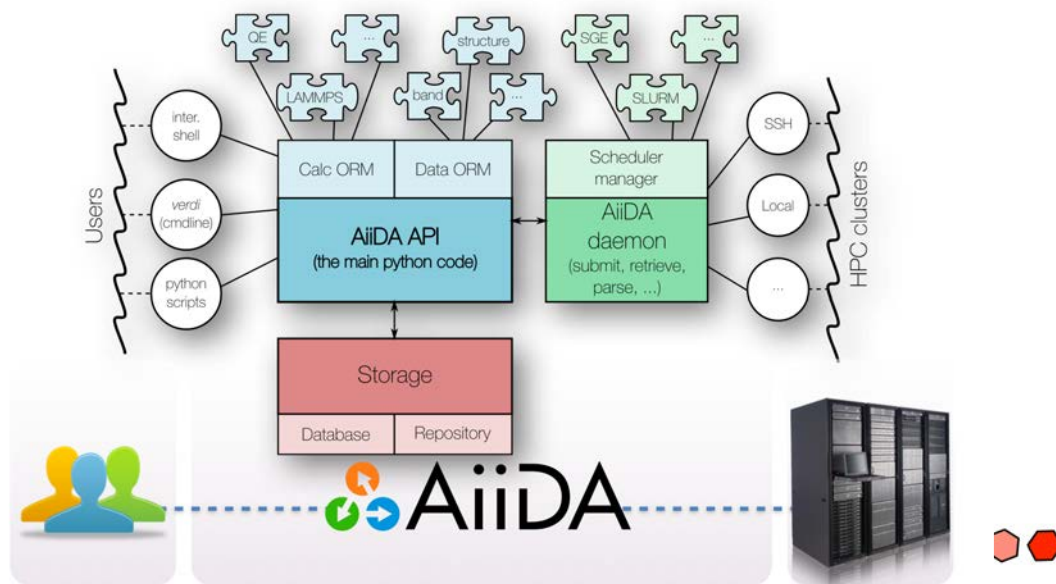 QE
...
structure
SGE
...
LAMMPS
band
...
SLURM
inter.
shell
verdi
(cmdline)
python
scripts
Users
Calc ORM
Data ORM
AiiDA API
(the main python code)
Scheduler
manager
AiiDA
daemon
(submit, retrieve,
parse, ...)
SSH
Local
...
HPC clusters
Storage
Database
Repository
AiiDA